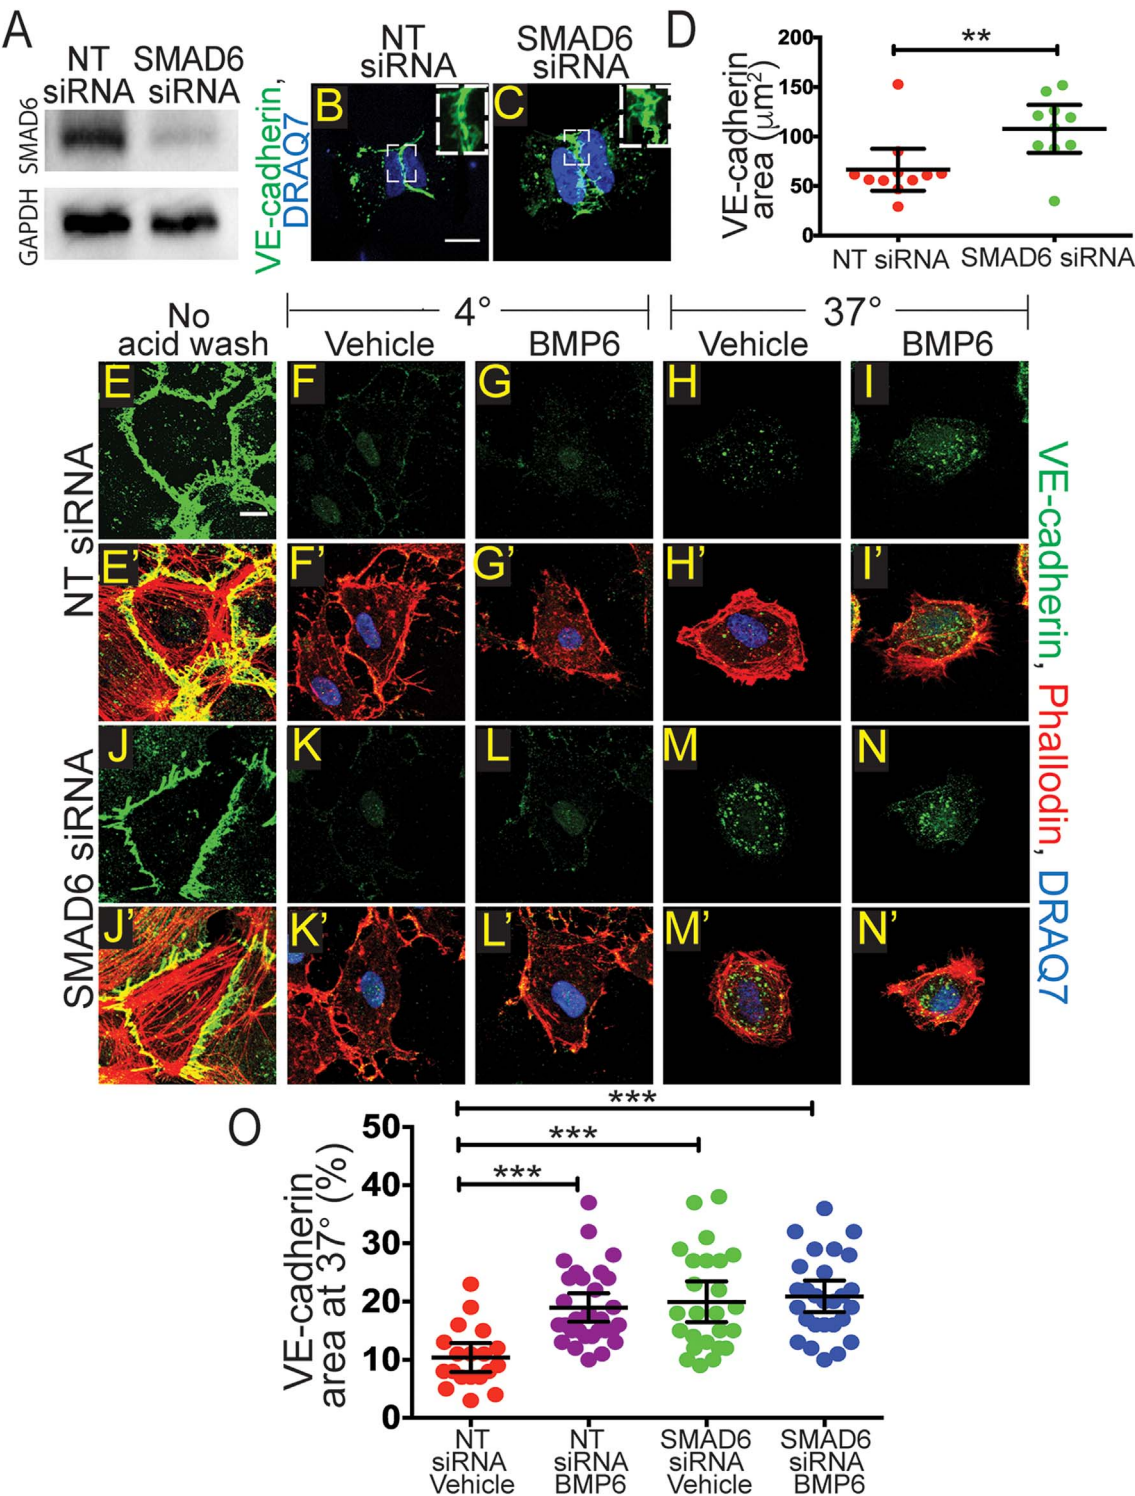 A
NT
siRNA
SMAD6
siRNA
SMAD6
GAPDH
VE-cadherin,
DRAQ7
NT
siRNA
SMAD6
siRNA
B
C
D
**
VE-cadherin
area (μm²)
200
150
100
50
0
NT siRNA
SMAD6 siRNA
No
acid wash
4°
37°
Vehicle
BMP6
Vehicle
BMP6
NT siRNA
E
F
G
H
I
E’
F’
G’
H’
I’
SMAD6 siRNA
J
K
L
M
N
J’
K’
L’
M’
N’
VE-cadherin, Phallodin, DRAQ7
O
***
***
***
VE-cadherin
area at 37° (%)
50
40
30
20
10
0
NT
siRNA
Vehicle
NT
siRNA
BMP6
SMAD6
siRNA
Vehicle
SMAD6
siRNA
BMP6